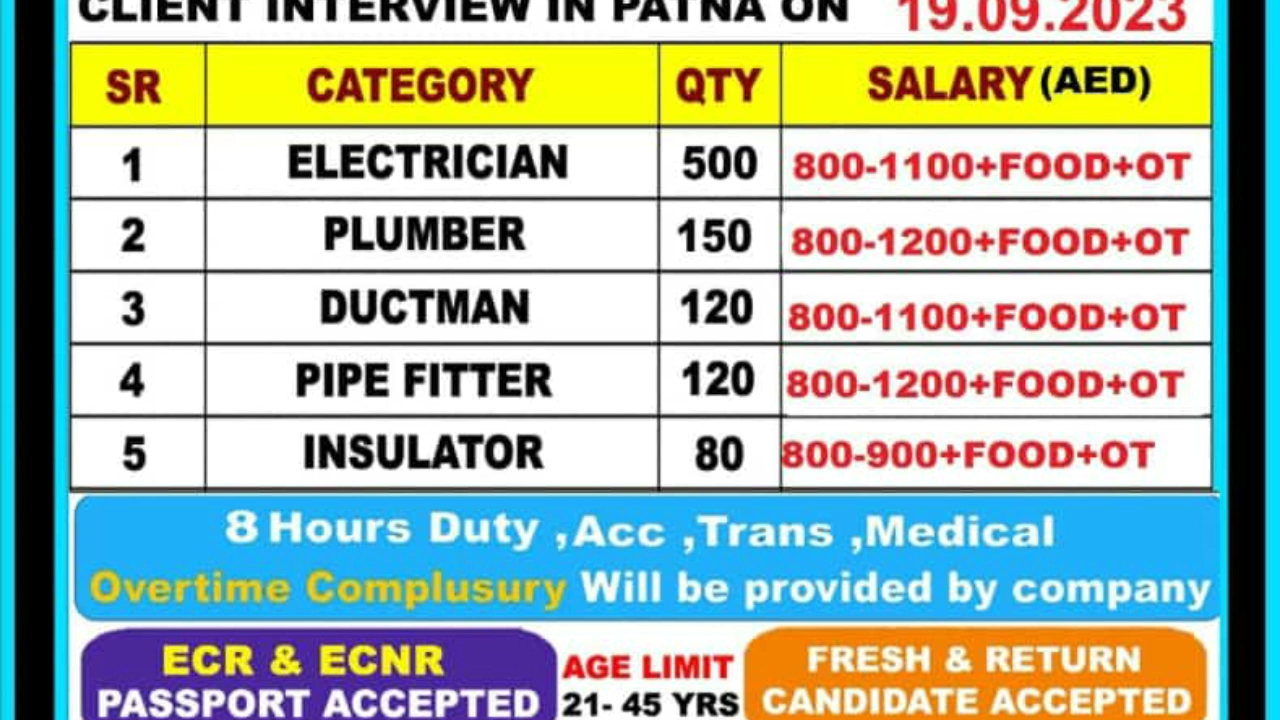 CLIENT INTERVIEW IN PATNA ON 19.09.2023
SR CATEGORY QTY SALARY (AED)
1 ELECTRICIAN 500 800-1100+FOOD+OT
2 PLUMBER 150 800-1200+FOOD+OT
3 DUCTMAN 120 800-1100+FOOD+OT
4 PIPE FITTER 120 800-1200+FOOD+OT
5 INSULATOR 80 800-900+FOOD+OT
8 Hours Duty ,Acc ,Trans ,Medical
Overtime Complusury Will be provided by company
ECR & ECNR
PASSPORT ACCEPTED
AGE LIMIT
21- 45 YRS
FRESH & RETURN
CANDIDATE ACCEPTED